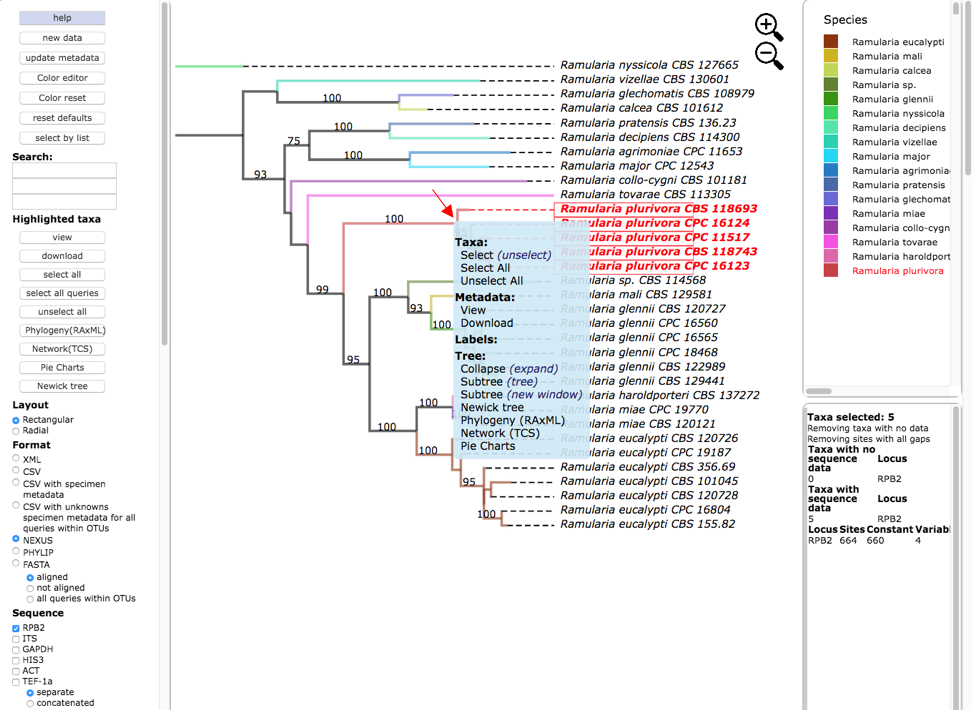 help
new data
update metadata
Color editor
Color reset
reset defaults
select by list
Search:
Highlighted taxa
view
download
select all
select all queries
unselect all
Phylogeny(RAxML)
Network(TCS)
Pie Charts
Newick tree
Layout
Rectangular
Radial
Format
XML
CSV
CSV with specimen
metadata
CSV with unknowns
specimen metadata for all
queries within OTUs
NEXUS
PHYLIP
FASTA
aligned
not aligned
all queries within OTUs
Sequence
RPB2
ITS
GAPDH
HIS3
ACT
TEF-1a
separate
concatenated
Ramularia nyssicola CBS 127665
Ramularia vizellae CBS 130601
100 Ramularia glechomatis CBS 108979
Ramularia calcea CBS 101612
100 Ramularia pratensis CBS 136.23
75 Ramularia decipiens CBS 114300
100 Ramularia agrimoniae CPC 11653
Ramularia major CPC 12543
93 Ramularia collo-cygni CBS 101181
Ramularia tovarae CBS 113305
Ramularia plurivora CBS 118693
100 Ramularia plurivora CPC 16124
95 Ramularia plurivora CPC 11517
Ramularia plurivora CBS 118743
Ramularia plurivora CPC 16123
Ramularia sp. CBS 114568
99 100 Ramularia mali CBS 129581
93 Ramularia glennii CBS 120727
100 Ramularia glennii CPC 16560
Ramularia glennii CPC 16565
95 Ramularia glennii CPC 18468
Ramularia glennii CBS 122989
Ramularia glennii CBS 129441
Ramularia haroldporteri CBS 137272
100 Ramularia miae CPC 19770
100 Ramularia miae CBS 120121
Ramularia eucalypti CBS 120726
100 Ramularia eucalypti CPC 19187
Ramularia eucalypti CBS 356.69
95 Ramularia eucalypti CBS 101045
Ramularia eucalypti CBS 120728
100 Ramularia eucalypti CPC 16804
Ramularia eucalypti CBS 155.82
Taxa:
Select (unselect)
Select All
Unselect All
Metadata:
View
Download
Labels:
Tree:
Collapse (expand)
Subtree (tree)
Subtree (new window)
Newick tree
Phylogeny (RAxML)
Network (TCS)
Pie Charts
Species
Ramularia eucalypti
Ramularia mali
Ramularia calcea
Ramularia sp.
Ramularia glennii
Ramularia nyssicola
Ramularia decipiens
Ramularia vizellae
Ramularia major
Ramularia agrimonia
Ramularia pratensis
Ramularia glechomat
Ramularia miae
Ramularia collo-cygn
Ramularia tovarae
Ramularia haroldport
Ramularia plurivora
Taxa selected: 5
Removing taxa with no data
Removing sites with all gaps
Taxa with no
sequence Locus
data
0 RPB2
Taxa with
sequence Locus
data
5 RPB2
Locus Sites Constant Variabl
RPB2 664 660 4